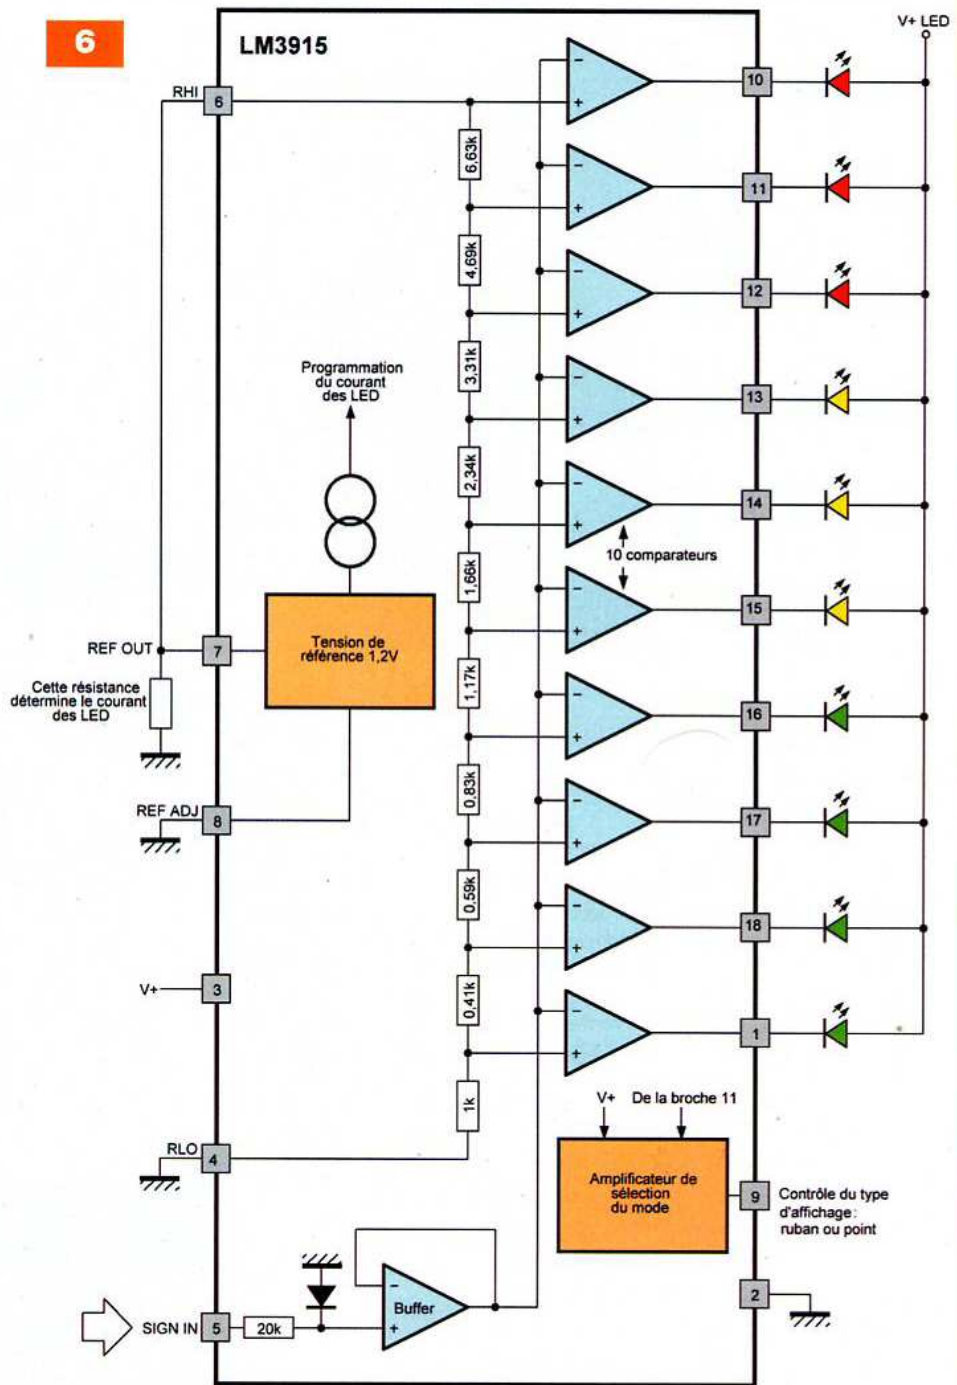 6
LM3915
V+ LED
RHI
6
10
6,63k
11
4,69k
12
3,31k
Programmation
du courant
des LED
13
2,34k
14
10 comparateurs
1,66k
15
REF OUT
7
Tension de
référence 1,2V
1,17k
Cette résistance
détermine le courant
des LED
16
0,83k
REF ADJ
8
17
0,59k
18
V+
3
0,41k
1
1k
V+
De la broche 11
RLO
4
Amplificateur de
sélection
du mode
9
Contrôle du type
d'affichage:
ruban ou point
2
Buffer
SIGN IN
5
20k